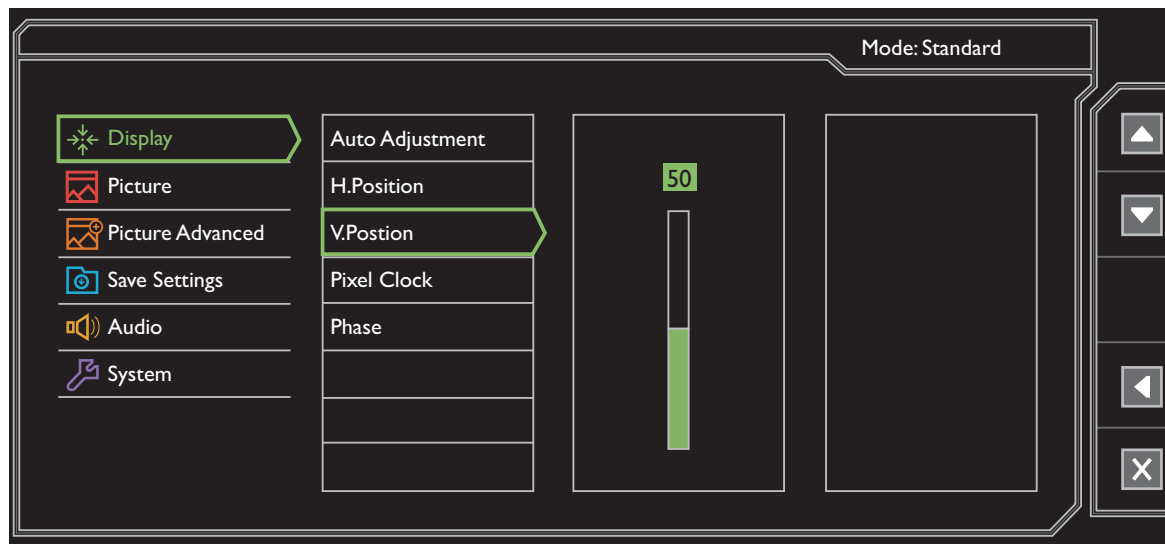 Mode: Standard
Display
Picture
Picture Advanced
Save Settings
Audio
System
Auto Adjustment
H.Position
V.Postion
Pixel Clock
Phase
50
X